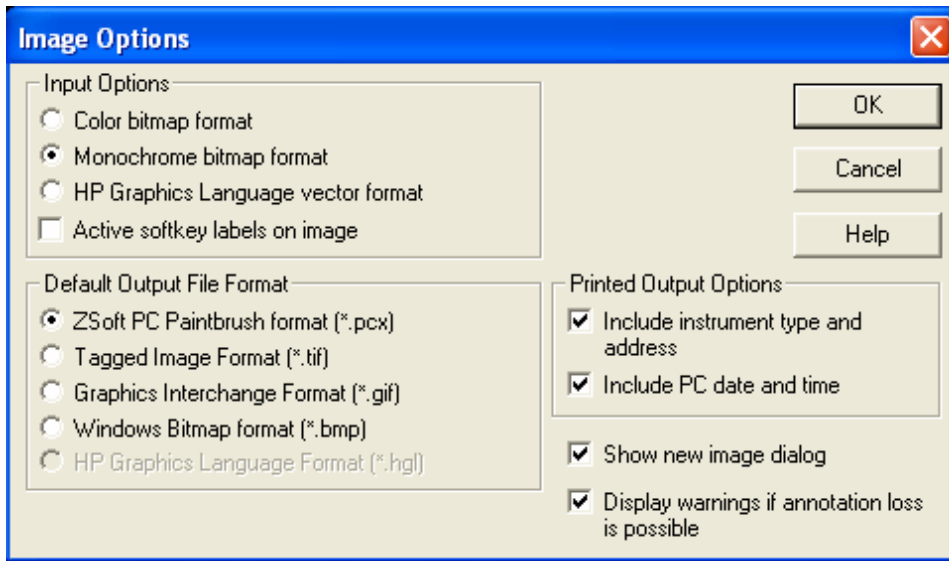 Image Options
Input Options
Color bitmap format
Monochrome bitmap format
HP Graphics Language vector format
Active softkey labels on image
OK
Cancel
Help
Default Output File Format
ZSoft PC Paintbrush format (*.pcx)
Tagged Image Format (*.tif)
Graphics Interchange Format (*.gif)
Windows Bitmap format (*.bmp)
HP Graphics Language Format (*.hgl)
Printed Output Options
Include instrument type and
address
Include PC date and time
Show new image dialog
Display warnings if annotation loss
is possible